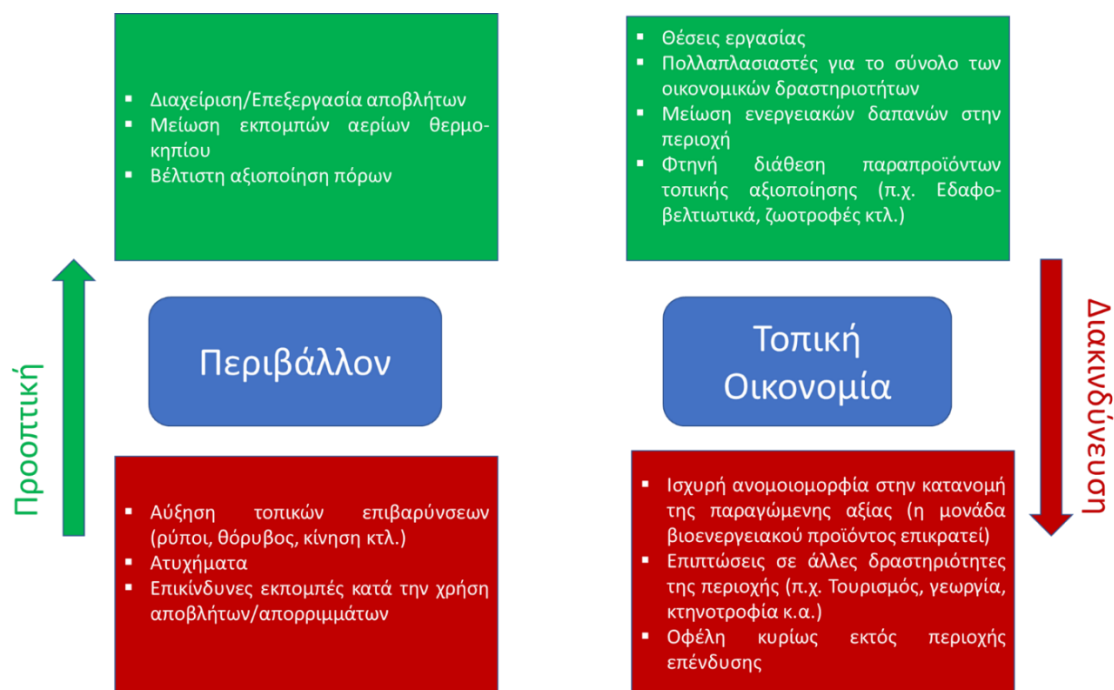 Διαχείριση/Επεξεργασία αποβλήτων
Μείωση εκπομπών αερίων θερμο-
κηπίου
Βέλτιστη αξιοποίηση πόρων
Θέσεις εργασίας
Πολλαπλασιαστές για το σύνολο των
οικονομικών δραστηριοτήτων
Μείωση ενεργειακών δαπανών στην
περιοχή
Φτηνή διάθεση παραπροϊόντων
τοπικής αξιοποίησης (π.χ. Εδαφο-
βελτιωτικά, ζωοτροφές κτλ.)
Προοπτική
Περιβάλλον
Τοπική
Οικονομία
Διακινδύνευση
Αύξηση τοπικών επιβαρύνσεων
(ρύποι, θόρυβος, κίνηση κτλ.)
Ατυχήματα
Επικίνδυνες εκπομπές κατά την χρήση
αποβλήτων/απορριμμάτων
Ισχυρή ανομοιομορφία στην κατανομή
της παραγώμενης αξίας (η μονάδα
βιοενεργειακού προϊόντος επικρατεί)
Επιπτώσεις σε άλλες δραστηριότητες
της περιοχής (π.χ. Τουρισμός, γεωργία,
κτηνοτροφία κ.α.)
Οφέλη κυρίως εκτός περιοχής
επένδυσης